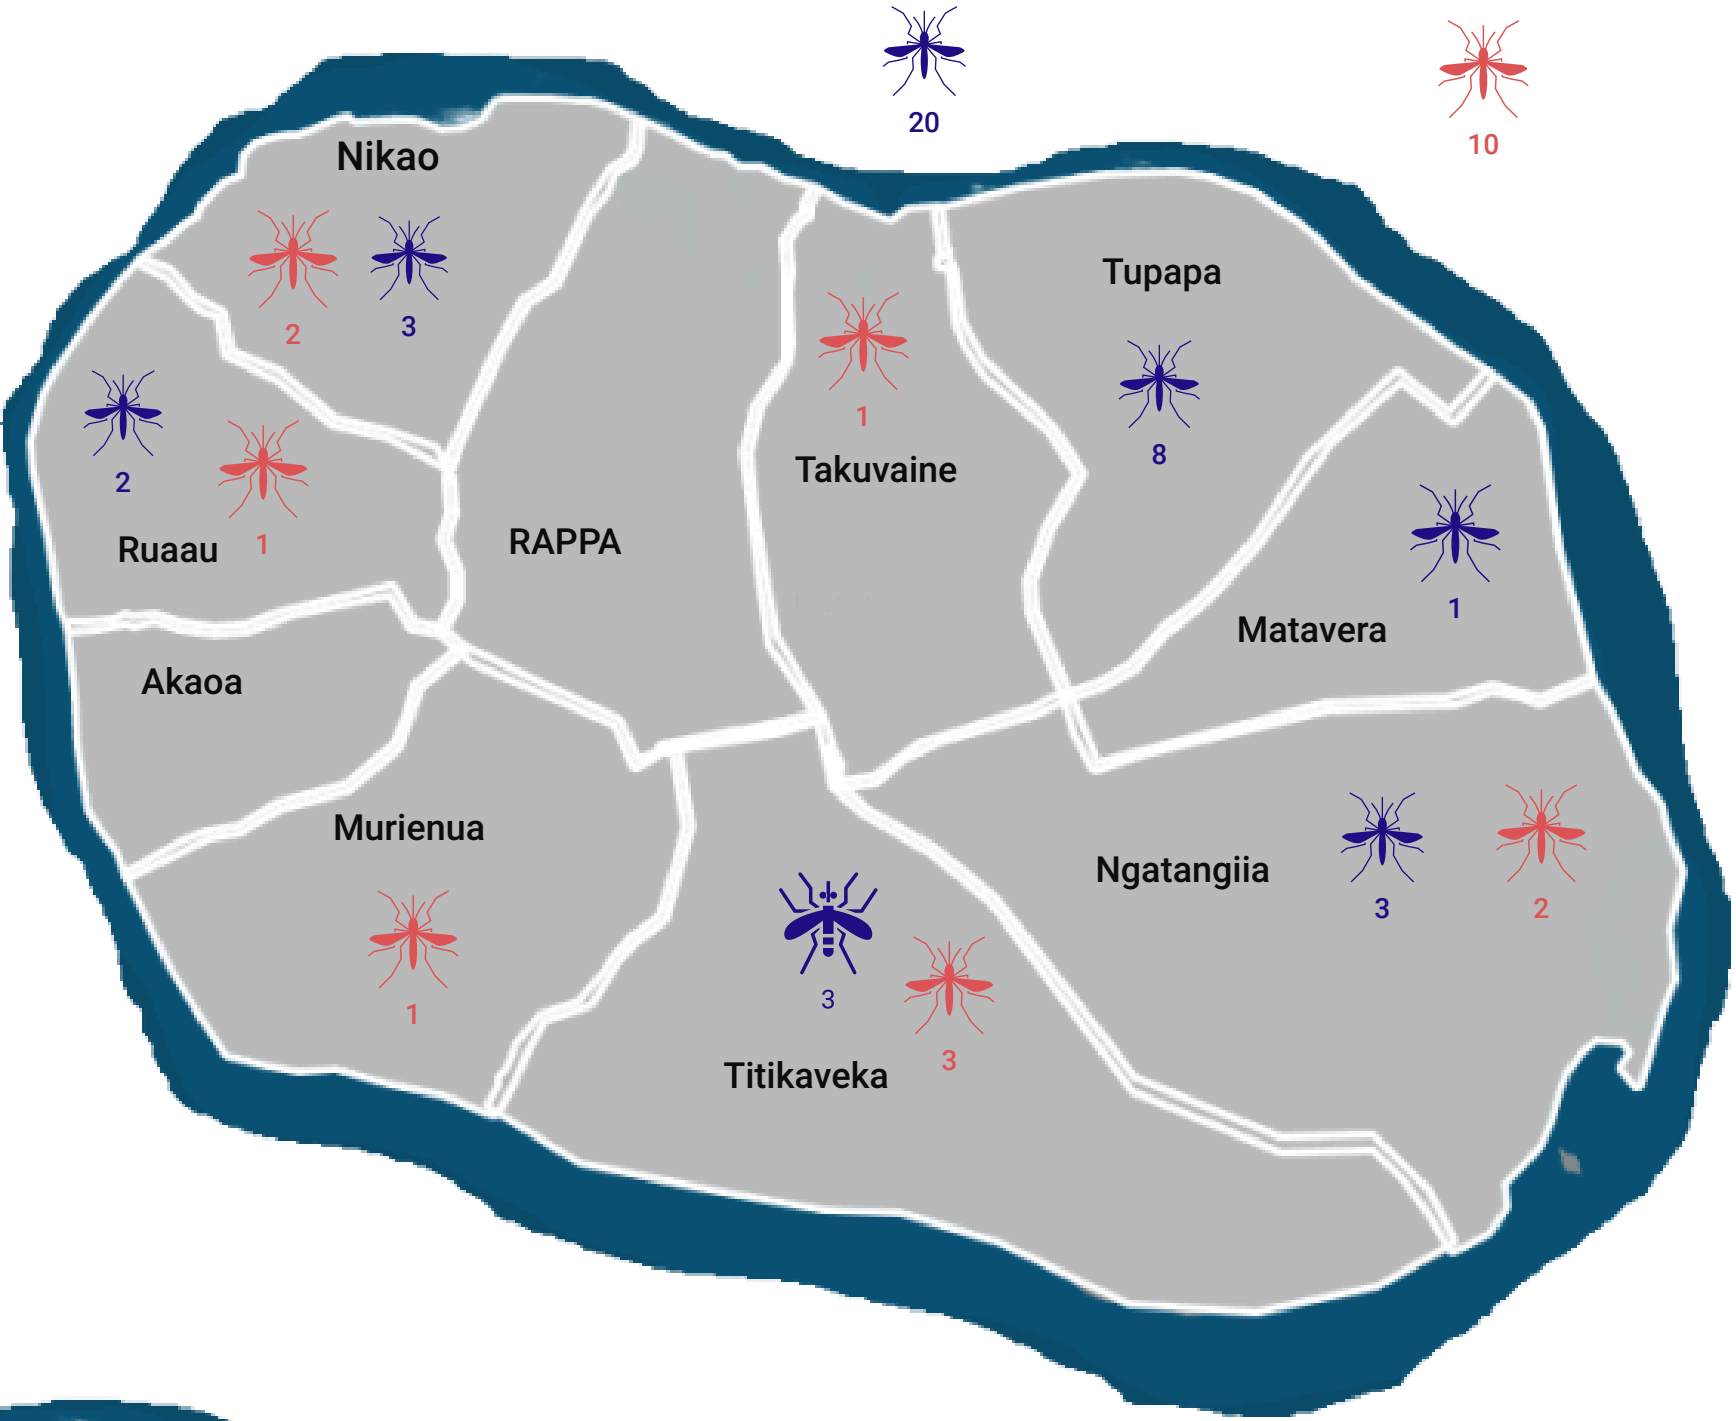 20
10
Nikao
2
3
Tupapa
8
1
Takuvaine
2
Ruaau
1
RAPPA
1
Matavera
Akaoa
Murienua
1
Ngatangiia
3
2
3
3
Titikaveka